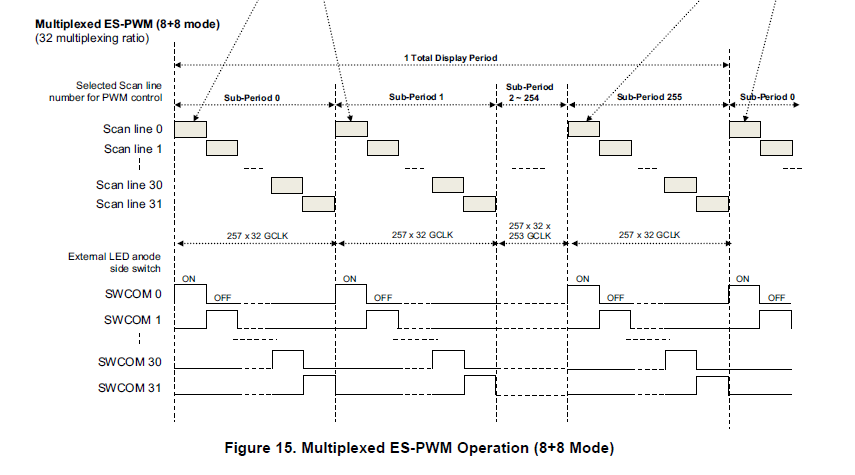 Multiplexed ES-PWM (8+8 mode)
(32 multiplexing ratio)
1 Total Display Period
Selected Scan line
number for PWM control
Sub-Period 0
Sub-Period 1
Sub-Period
2 ~ 254
Sub-Period 255
Sub-Period 0
Scan line 0
Scan line 1
Scan line 30
Scan line 31
257 x 32 GCLK
257 x 32 GCLK
257 x 32 x
253 GCLK
257 x 32 GCLK
External LED anode
side switch
ON
ON
ON
ON
SWCOM 0
OFF
OFF
OFF
OFF
SWCOM 1
SWCOM 30
SWCOM 31
Figure 15. Multiplexed ES-PWM Operation (8+8 Mode)